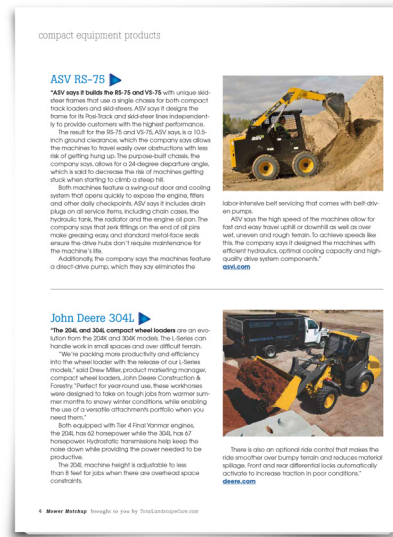 compact equipment products
ASV RS-75
"ASV says it builds the RS-75 and VS-75 with unique skid-
steer frames that use a single chassis for both compact
track loaders and skid-steers. ASV says it designs the
frame for its Posi-Track and skid-steer lines independent-
ly to provide customers with the highest performance.
The result for the RS-75 and VS-75, ASV says, is a 10.5-
inch ground clearance, which the company says allows
the machines to travel easily over obstructions with less
risk of getting hung up. The purpose-built chassis, the
company says, allows for a 24-degree departure angle,
which is said to decrease the risk of machines getting
stuck when starting to climb a steep hill.
Both machines feature a swing-out door and cooling
system that opens quickly to expose the engine, filters
and other daily checkpoints. ASV says it includes drain
plugs on all service items, including chain cases, the
hydraulic tank, the radiator and the engine oil pan. The
company says that zerk fittings on the end of all pins
make greasing easy, and standard metal-face seals
ensure the drive hubs don't require maintenance for
the machine's life.
Additionally, the company says the machines feature
a direct-drive pump, which they say eliminates the
labor-intensive belt servicing that comes with belt-driv-
en pumps.
ASV says the high speed of the machines allow for
fast and easy travel uphill or downhill as well as over
wet, uneven and rough terrain. To achieve speeds like
this, the company says it designed the machines with
efficient hydraulics, optimal cooling capacity and high-
quality drive system components."
asvi.com
John Deere 304L
"The 204L and 304L compact wheel loaders are an evo-
lution from the 204K and 304K models. The L-Series can
handle work in small spaces and over difficult terrain.
"We're packing more productivity and efficiency
into the wheel loader with the release of our L-Series
models," said Drew Miller, product marketing manager,
compact wheel loaders, John Deere Construction &
Forestry. "Perfect for year-round use, these workhorses
were designed to take on tough jobs from warmer sum-
mer months to snowy winter conditions, while enabling
the use of a versatile attachments portfolio when you
need them."
Both equipped with Tier 4 Final Yanmar engines,
the 204L has 62 horsepower while the 304L has 67
horsepower. Hydrostatic transmissions help keep the
noise down while providing the power needed to be
productive.
The 204L machine height is adjustable to less
than 8 feet for jobs when there are overhead space
constraints.
There is also an optional ride control that makes the
ride smoother over bumpy terrain and reduces material
spillage. Front and rear differential locks automatically
activate to increase traction in poor conditions."
deere.com
4 Mower Matchup brought to you by TotalLandscapeCare.com